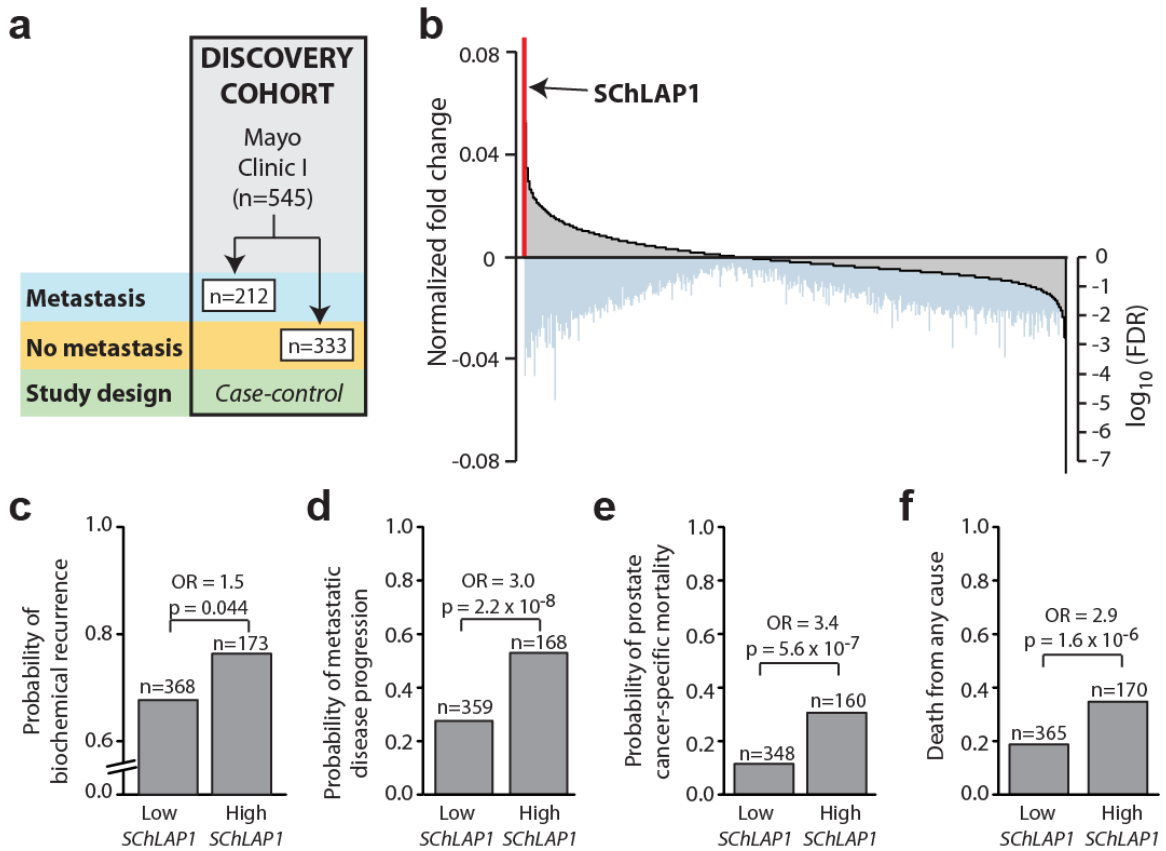 a
DISCOVERY
COHORT
Mayo
Clinic I
(n=545)
Metastasis
n=212
No metastasis
n=333
Study design
Case-control
b
Normalized fold change
0.08
0.04
0
-0.04
-0.08
SChLAP1
0
-1
-2
-3
-4
-5
-6
-7
log10 (FDR)
c
Probability of
biochemical recurrence
1.0
0.8
0.6
0.0
OR = 1.5
p = 0.044
n=368
n=173
Low
SChLAP1
High
SChLAP1
d
Probability of metastatic
disease progression
1.0
0.8
0.6
0.4
0.2
0.0
OR = 3.0
p = 2.2 x 10-8
n=359
n=168
Low
SChLAP1
High
SChLAP1
e
Probability of prostate
cancer-specific mortality
1.0
0.8
0.6
0.4
0.2
0.0
OR = 3.4
p = 5.6 x 10-7
n=348
n=160
Low
SChLAP1
High
SChLAP1
f
Death from any cause
1.0
0.8
0.6
0.4
0.2
0.0
OR = 2.9
p = 1.6 x 10-6
n=365
n=170
Low
SChLAP1
High
SChLAP1